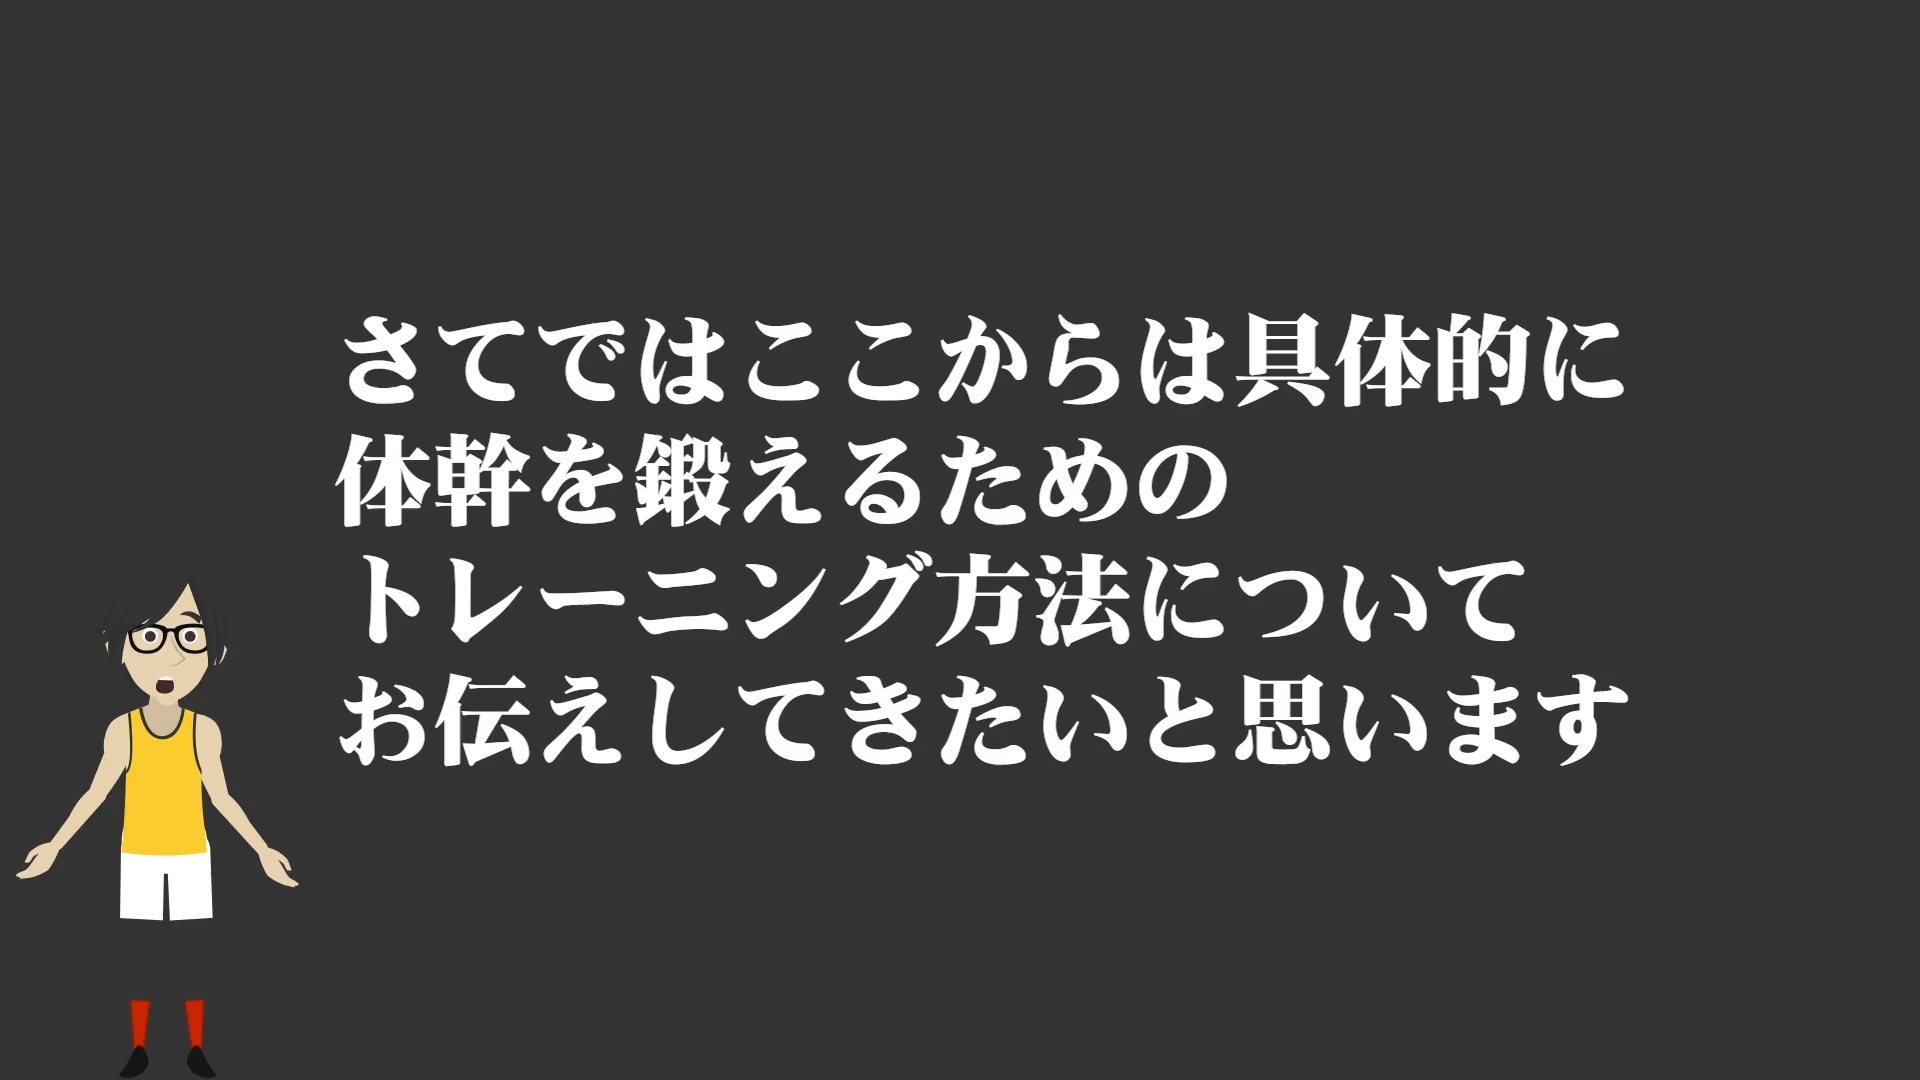 さてではここからは具体的に
体幹を鍛えるための
トレーニング方法について
お伝えしてきたいと思います